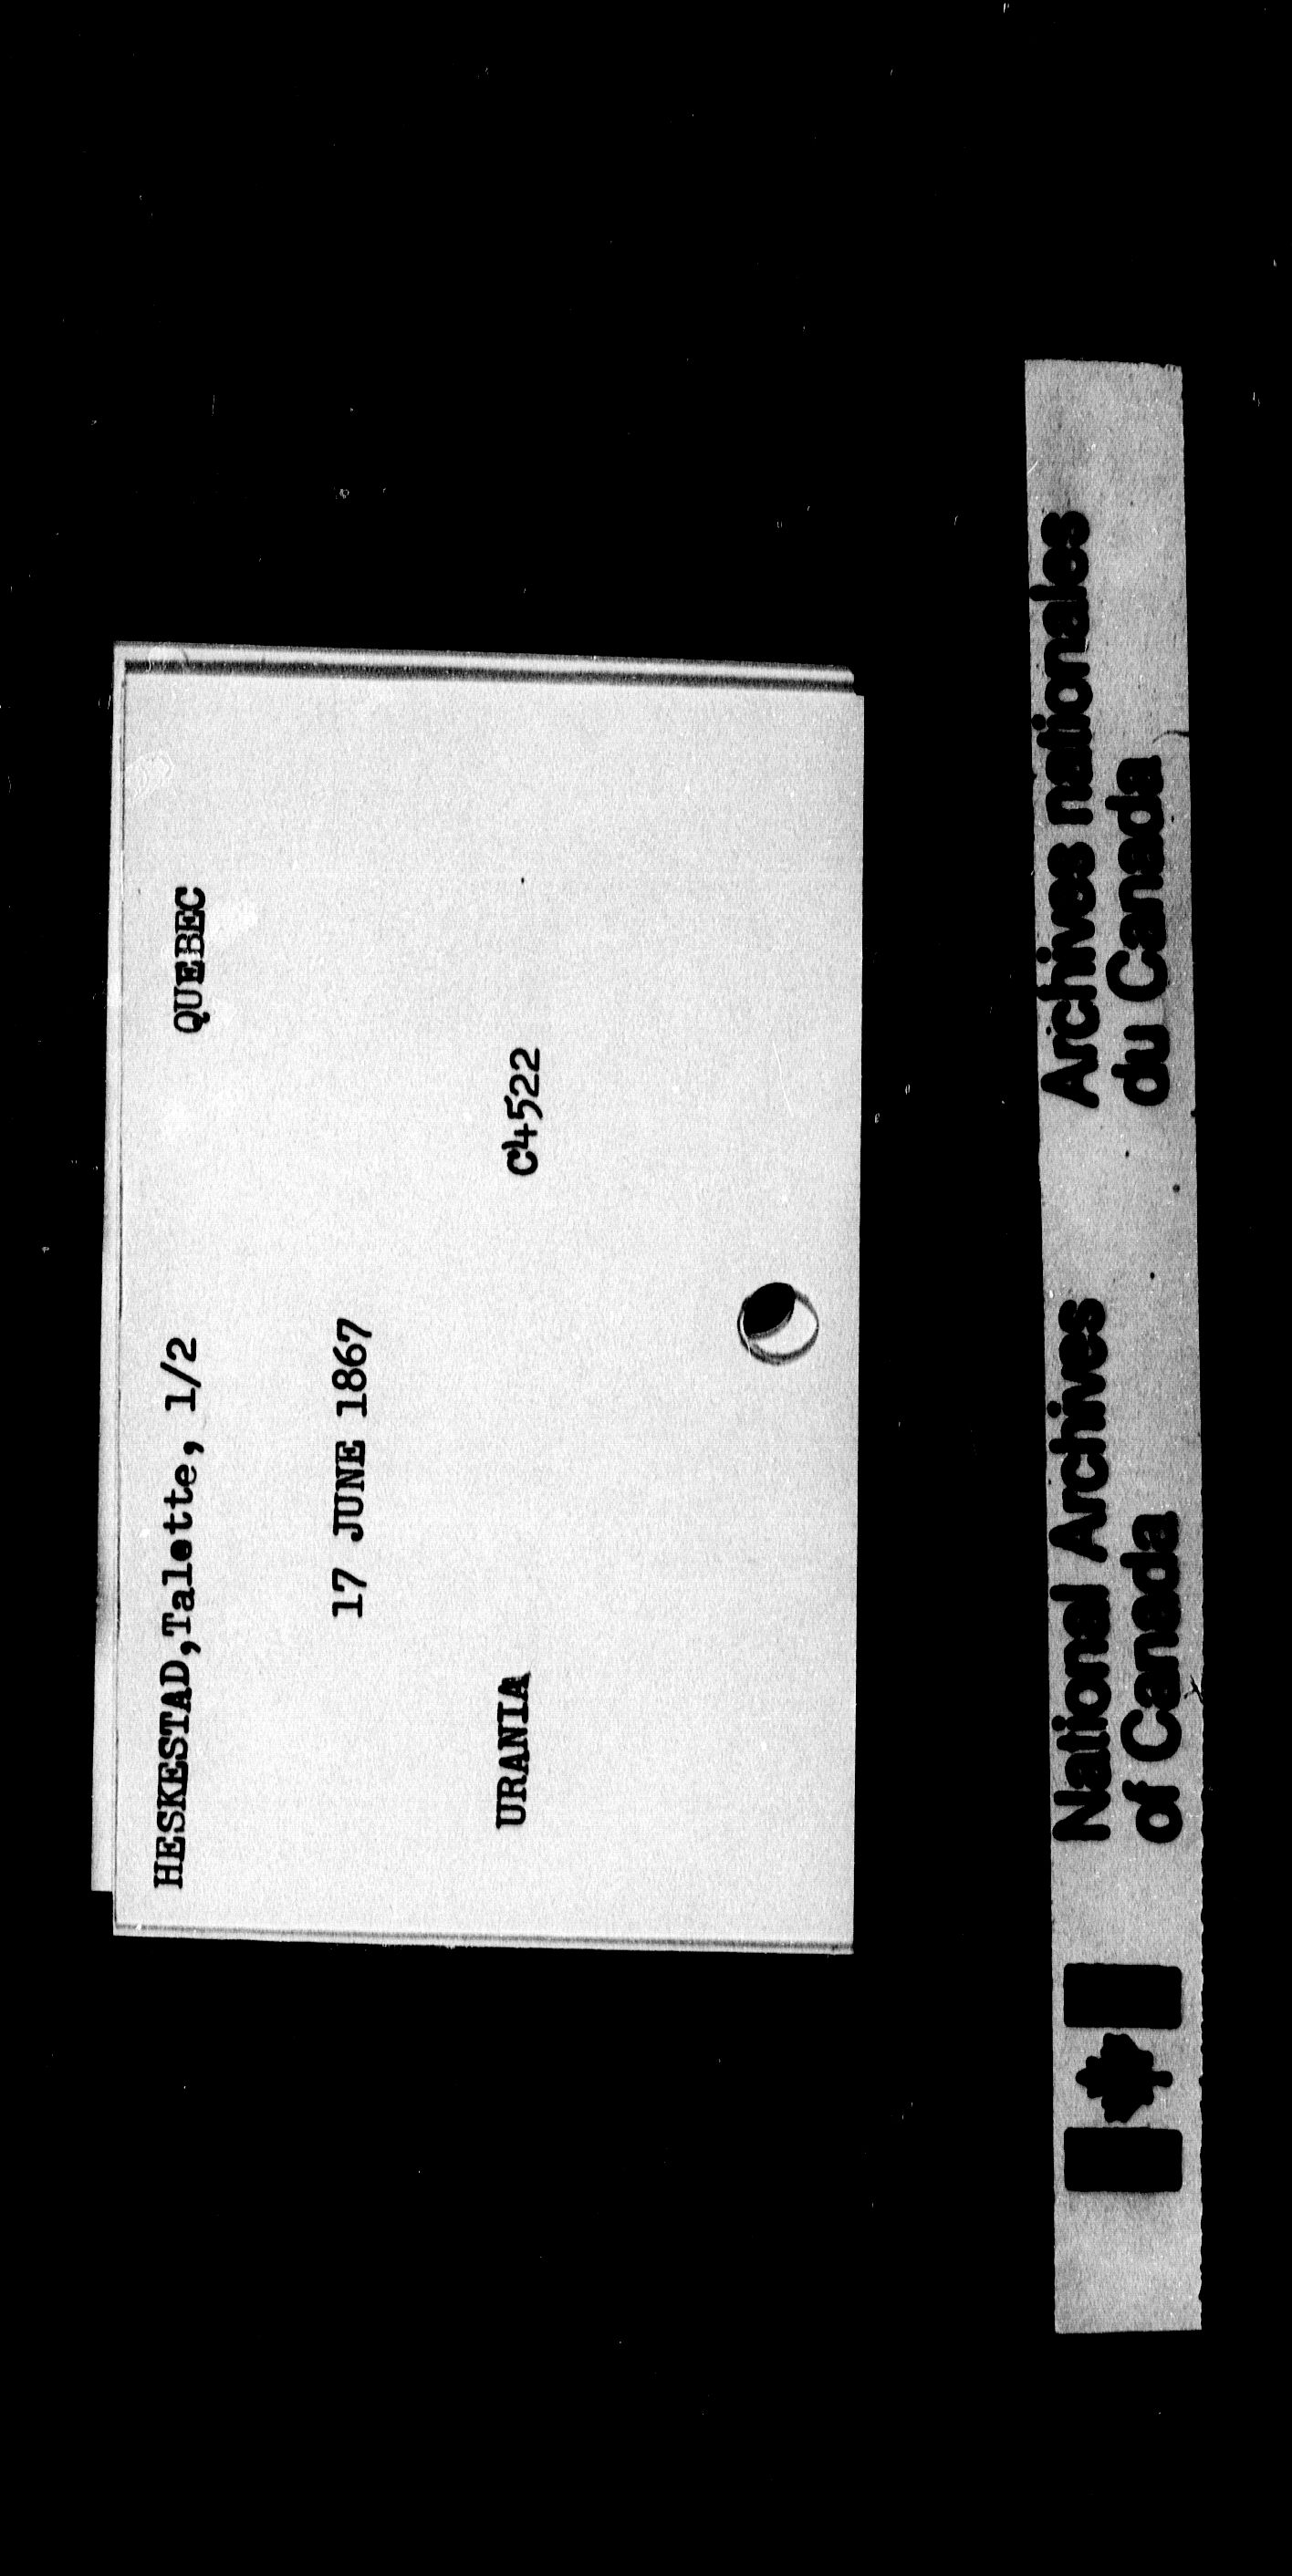 HESKESTAD,Talette, 1/2 QUEBEC
17 JUNE 1867
URANIA C4522
National Archives
of Canada
Archives nationales
du Canada